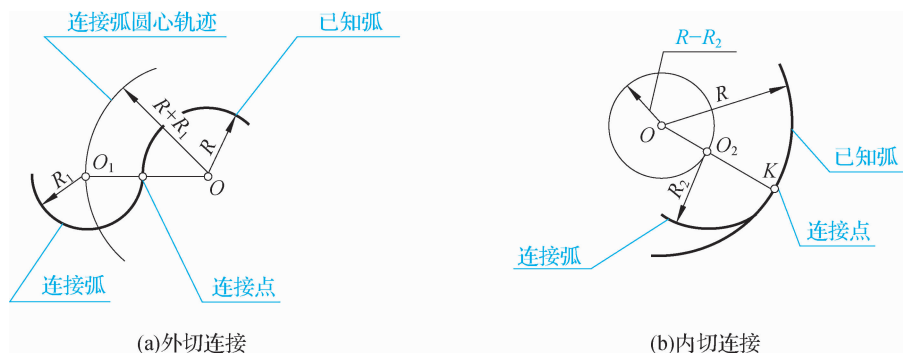 连接弧圆心轨迹
已知弧
R+R₁
R
R₁
O₁
O
连接弧
连接点
(a)外切连接
R−R₂
R
O
O₂
K
R₂
已知弧
连接点
连接弧
(b)内切连接